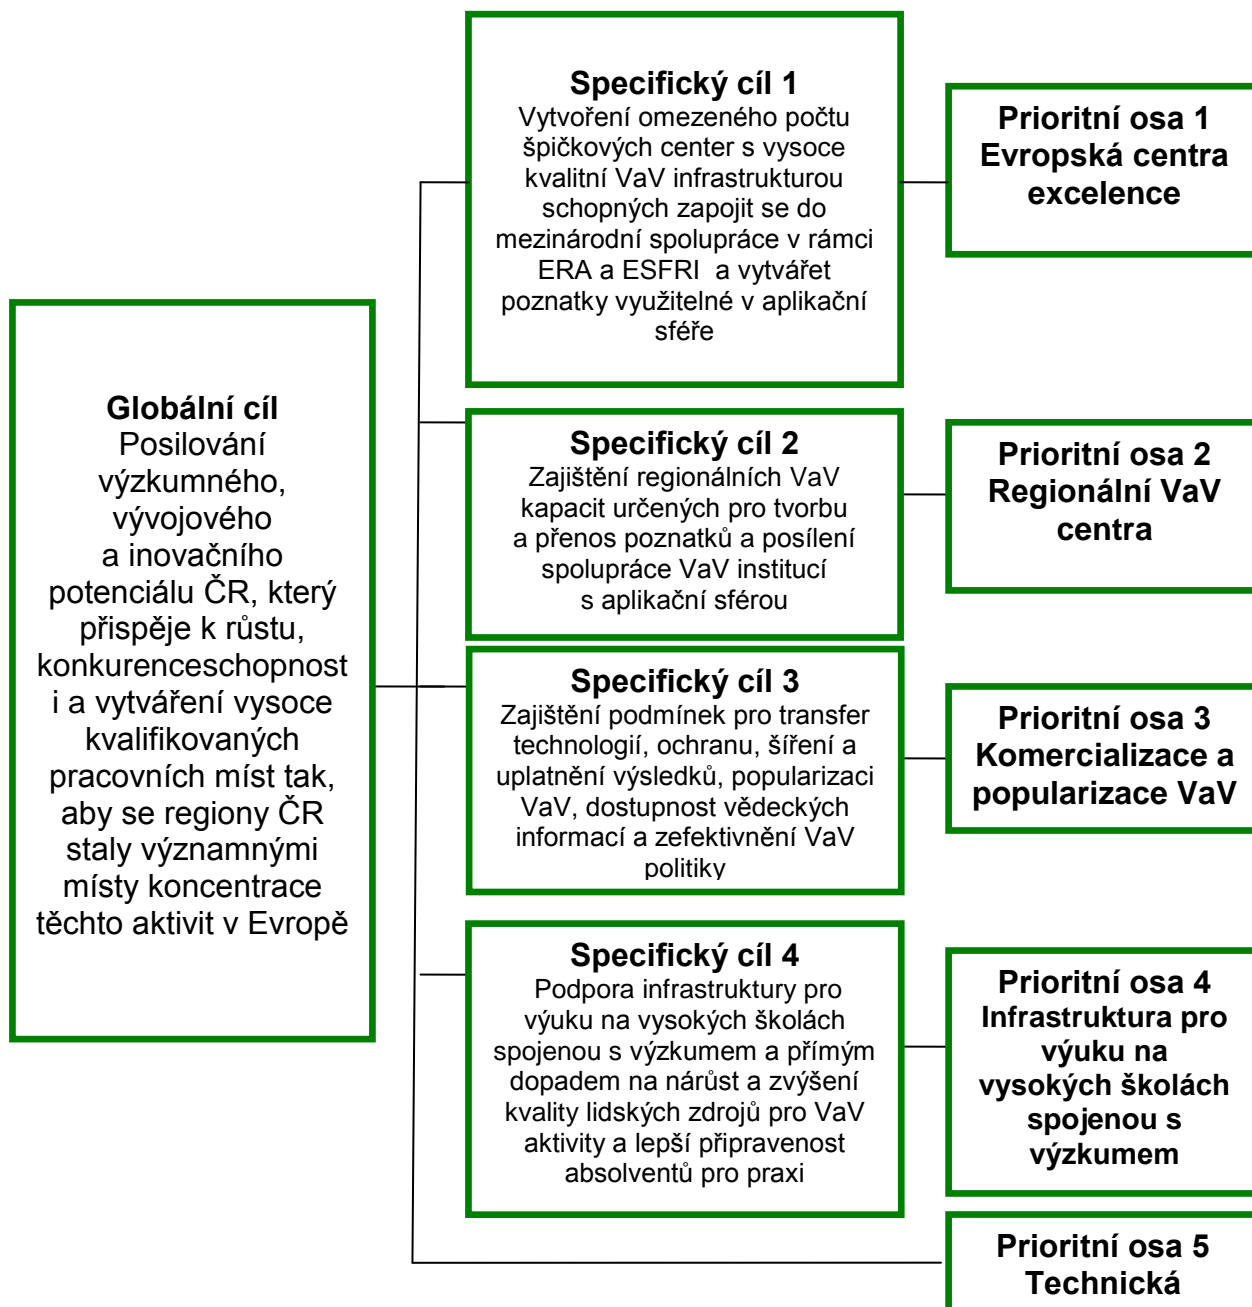 Globální cíl
Posilování
výzkumného,
vývojového
a inovačního
potenciálu ČR, který
přispěje k růstu,
konkurenceschopnost
i a vytváření vysoce
kvalifikovaných
pracovních míst tak,
aby se regiony ČR
staly významnými
místy koncentrace
těchto aktivit v Evropě
Specifický cíl 1
Vytvoření omezeného počtu
špičkových center s vysoce
kvalitní VaV infrastrukturou
schopných zapojit se do
mezinárodní spolupráce v rámci
ERA a ESFRI a vytvářet
poznatky využitelné v aplikační
sféře
Prioritní osa 1
Evropská centra
excelence
Specifický cíl 2
Zajištění regionálních VaV
kapacit určených pro tvorbu
a přenos poznatků a posílení
spolupráce VaV institucí
s aplikační sférou
Prioritní osa 2
Regionální VaV
centra
Specifický cíl 3
Zajištění podmínek pro transfer
technologií, ochranu, šíření a
uplatnění výsledků, popularizaci
VaV, dostupnost vědeckých
informací a zefektivnění VaV
politiky
Prioritní osa 3
Komercializace a
popularizace VaV
Specifický cíl 4
Podpora infrastruktury pro
výuku na vysokých školách
spojenou s výzkumem a přímým
dopadem na nárůst a zvýšení
kvality lidských zdrojů pro VaV
aktivity a lepší připravenost
absolventů pro praxi
Prioritní osa 4
Infrastruktura pro
výuku na
vysokých školách
spojenou s
výzkumem
Prioritní osa 5
Technická